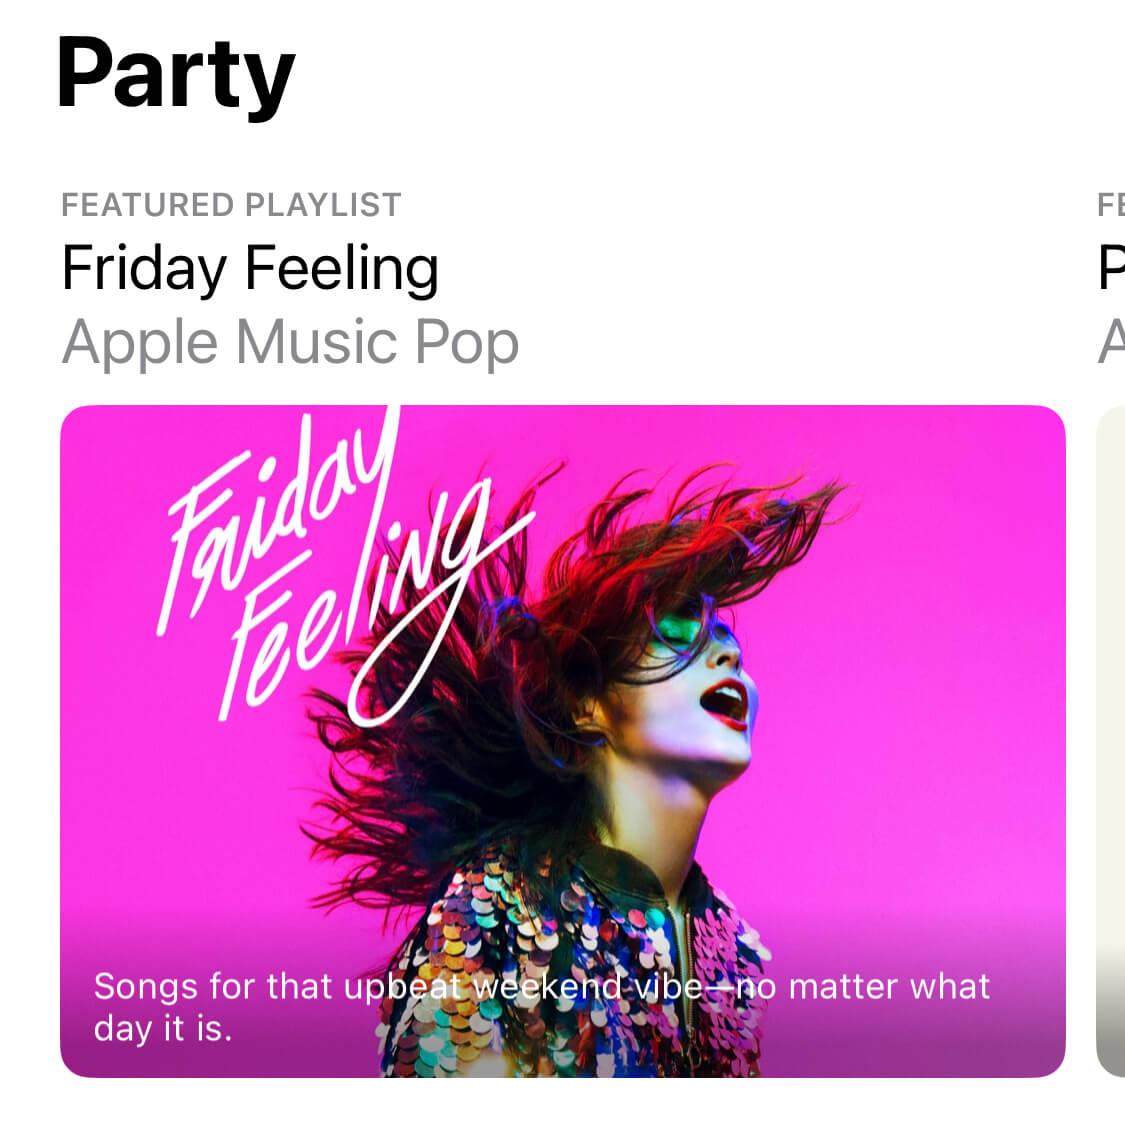 Party
FEATURED PLAYLIST
Friday Feeling
Apple Music Pop
FE
P
A
Friday
Feeling
Songs for that upbeat weekend vibe—no matter what
day it is.